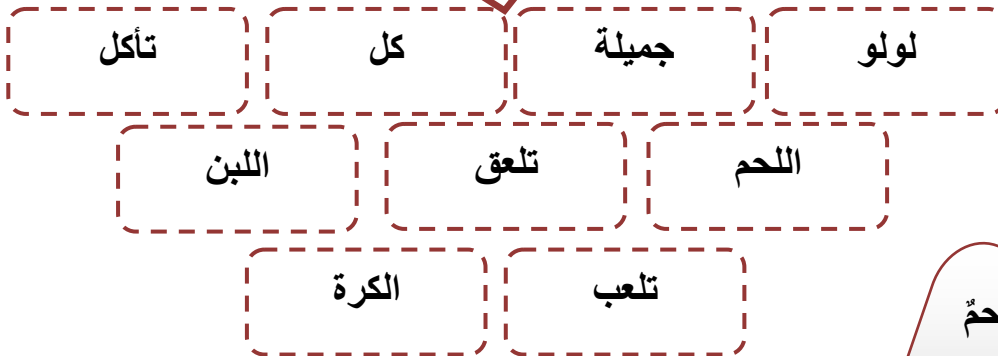 لولو جميلة كل تأكل
اللحم تلعق اللبن
تلعب الكرة